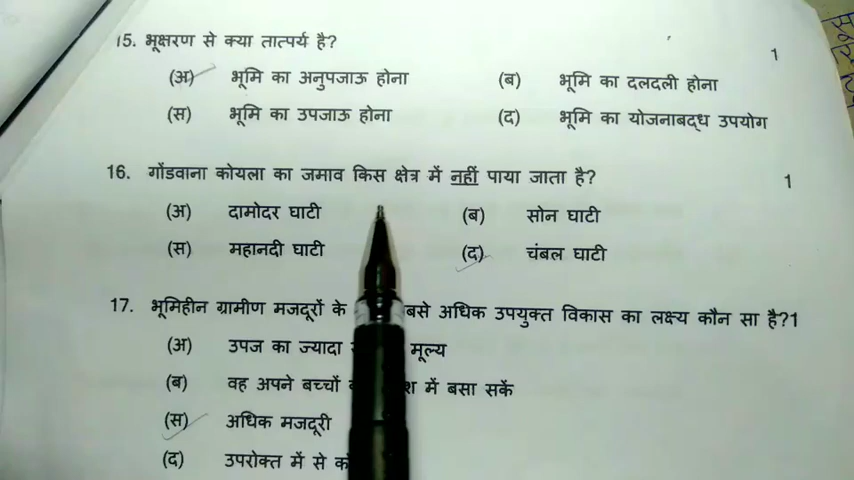 15. भूक्षरण से क्या तात्पर्य है? 1
(अ) भूमि का अनुपजाऊ होना (ब) भूमि का दलदली होना
(स) भूमि का उपजाऊ होना (द) भूमि का योजनाबद्ध उपयोग
16. गोंडवाना कोयला का जमाव किस क्षेत्र में नहीं पाया जाता है? 1
(अ) दामोदर घाटी (ब) सोन घाटी
(स) महानदी घाटी (द) चंबल घाटी
17. भूमिहीन ग्रामीण मजदूरों के अधिक उपयुक्त विकास का लक्ष्य कौन सा है?1
(अ) उपज का ज्यादा मूल्य
(ब) वह अपने बच्चों में बसा सकें
(स) अधिक मजदूरी
(द) उपरोक्त में से